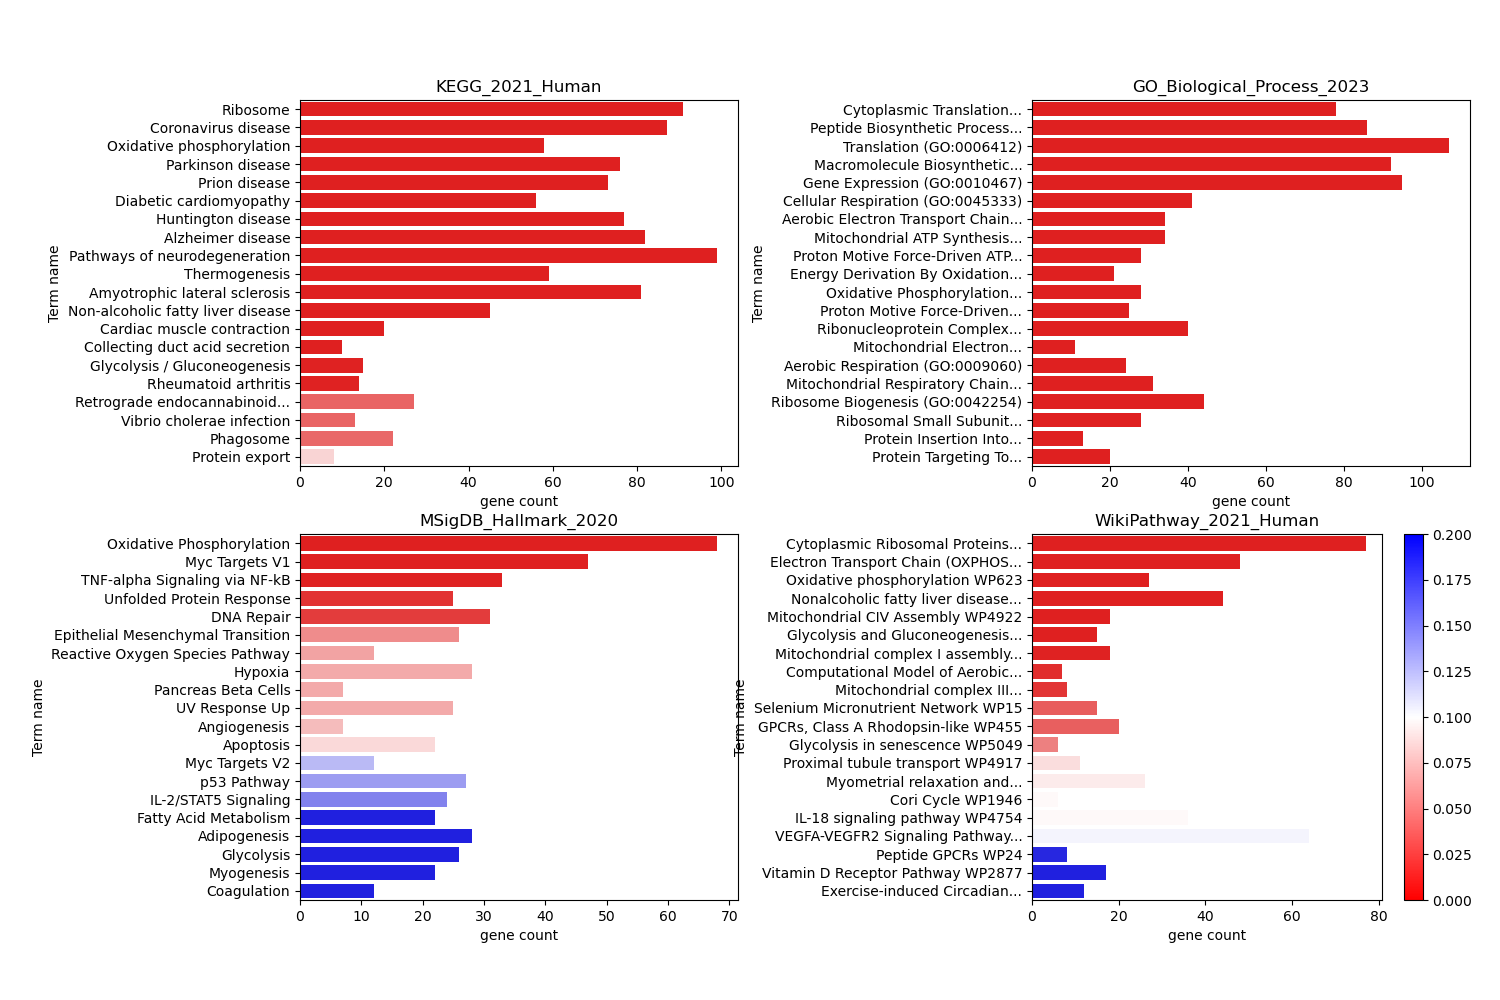 KEGG_2021_Human
Term name
Ribosome
Coronavirus disease
Oxidative phosphorylation
Parkinson disease
Prion disease
Diabetic cardiomyopathy
Huntington disease
Alzheimer disease
Pathways of neurodegeneration
Thermogenesis
Amyotrophic lateral sclerosis
Non-alcoholic fatty liver disease
Cardiac muscle contraction
Collecting duct acid secretion
Glycolysis / Gluconeogenesis
Rheumatoid arthritis
Retrograde endocannabinoid...
Vibrio cholerae infection
Phagosome
Protein export
0 20 40 60 80 100
gene count
GO_Biological_Process_2023
Term name
Cytoplasmic Translation...
Peptide Biosynthetic Process...
Translation (GO:0006412)
Macromolecule Biosynthetic...
Gene Expression (GO:0010467)
Cellular Respiration (GO:0045333)
Aerobic Electron Transport Chain...
Mitochondrial ATP Synthesis...
Proton Motive Force-Driven ATP...
Energy Derivation By Oxidation...
Oxidative Phosphorylation...
Proton Motive Force-Driven...
Ribonucleoprotein Complex...
Mitochondrial Electron...
Aerobic Respiration (GO:0009060)
Mitochondrial Respiratory Chain...
Ribosome Biogenesis (GO:0042254)
Ribosomal Small Subunit...
Protein Insertion Into...
Protein Targeting To...
0 20 40 60 80 100
gene count
MSigDB_Hallmark_2020
Term name
Oxidative Phosphorylation
Myc Targets V1
TNF-alpha Signaling via NF-kB
Unfolded Protein Response
DNA Repair
Epithelial Mesenchymal Transition
Reactive Oxygen Species Pathway
Hypoxia
Pancreas Beta Cells
UV Response Up
Angiogenesis
Apoptosis
Myc Targets V2
p53 Pathway
IL-2/STAT5 Signaling
Fatty Acid Metabolism
Adipogenesis
Glycolysis
Myogenesis
Coagulation
0 10 20 30 40 50 60 70
gene count
WikiPathway_2021_Human
Term name
Cytoplasmic Ribosomal Proteins...
Electron Transport Chain (OXPHOS...
Oxidative phosphorylation WP623
Nonalcoholic fatty liver disease...
Mitochondrial CIV Assembly WP4922
Glycolysis and Gluconeogenesis...
Mitochondrial complex I assembly...
Computational Model of Aerobic...
Mitochondrial complex III...
Selenium Micronutrient Network WP15
GPCRs, Class A Rhodopsin-like WP455
Glycolysis in senescence WP5049
Proximal tubule transport WP4917
Myometrial relaxation and...
Cori Cycle WP1946
IL-18 signaling pathway WP4754
VEGFA-VEGFR2 Signaling Pathway...
Peptide GPCRs WP24
Vitamin D Receptor Pathway WP2877
Exercise-induced Circadian...
0 20 40 60 80
gene count
0.200
0.175
0.150
0.125
0.100
0.075
0.050
0.025
0.000